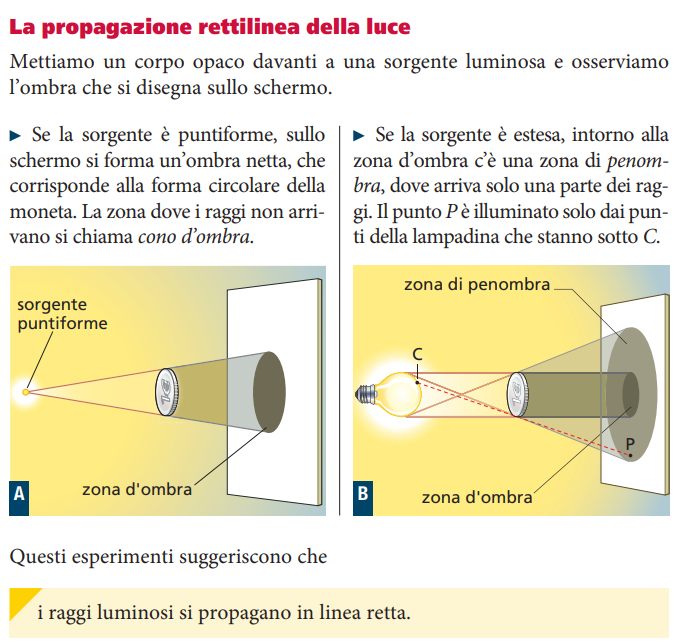 La propagazione rettilinea della luce
Mettiamo un corpo opaco davanti a una sorgente luminosa e osserviamo
l'ombra che si disegna sullo schermo.
► Se la sorgente è puntiforme, sullo
schermo si forma un'ombra netta, che
corrisponde alla forma circolare della
moneta. La zona dove i raggi non arri-
vano si chiama cono d'ombra.
► Se la sorgente è estesa, intorno alla
zona d'ombra c'è una zona di penom-
bra, dove arriva solo una parte dei rag-
gi. Il punto P è illuminato solo dai pun-
ti della lampadina che stanno sotto C.
sorgente
puntiforme
zona d'ombra
A
zona di penombra
C
P
zona d'ombra
B
Questi esperimenti suggeriscono che
i raggi luminosi si propagano in linea retta.